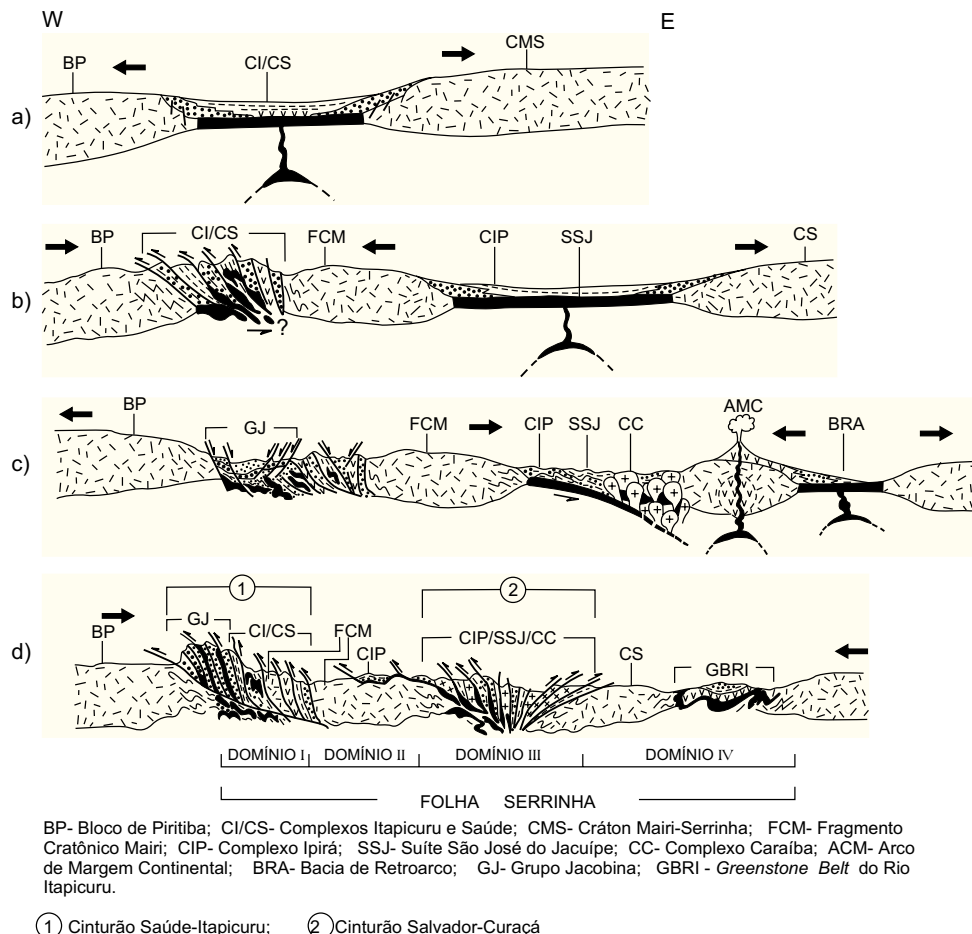 W E
BP CI/CS CMS
a)
BP CI/CS FCM CIP SSJ CS
b)
?
BP GJ FCM CIP SSJ CC AMC BRA
c)
1 2
BP GJ CI/CS FCM CIP CIP/SSJ/CC CS GBRI
d)
DOMÍNIO I DOMÍNIO II DOMÍNIO III DOMÍNIO IV
FOLHA SERRINHA
BP- Bloco de Piritiba; CI/CS- Complexos Itapicuru e Saúde; CMS- Cráton Mairi-Serrinha; FCM- Fragmento
Cratônico Mairi; CIP- Complexo Ipirá; SSJ- Suíte São José do Jacuípe; CC- Complexo Caraíba; ACM- Arco
de Margem Continental; BRA- Bacia de Retroarco; GJ- Grupo Jacobina; GBRI - Greenstone Belt do Rio
Itapicuru.
1 Cinturão Saúde-Itapicuru; 2 Cinturão Salvador-Curaçá